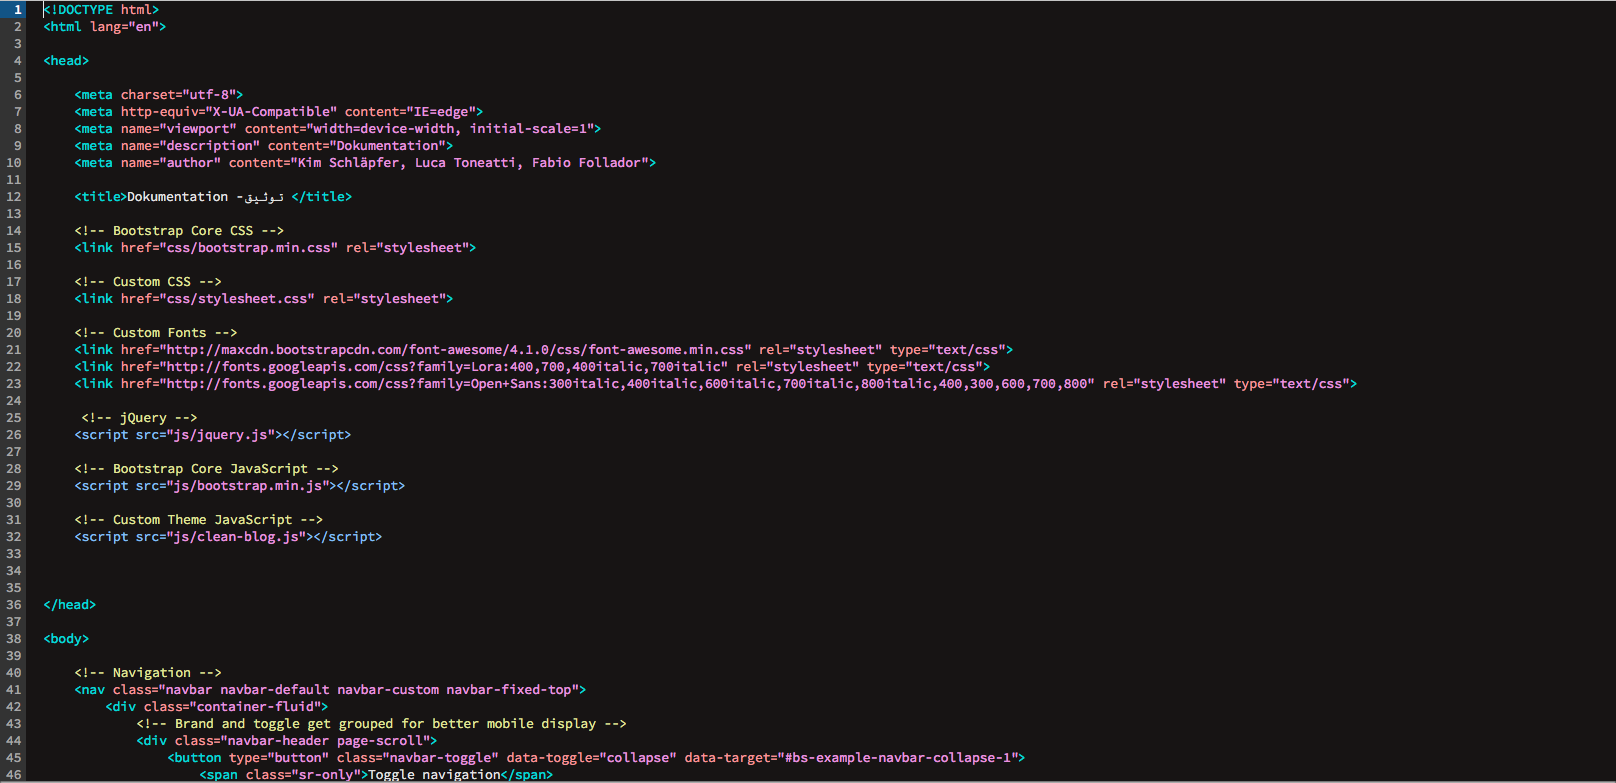 1 <!DOCTYPE html>
2 <html lang="en">
3
4 <head>
5
6 <meta charset="utf-8">
7 <meta http-equiv="X-UA-Compatible" content="IE=edge">
8 <meta name="viewport" content="width=device-width, initial-scale=1">
9 <meta name="description" content="Dokumentation">
10 <meta name="author" content="Kim Schläpfer, Luca Toneatti, Fabio Follador">
11
12 <title>Dokumentation - توثيق </title>
13
14 <!-- Bootstrap Core CSS -->
15 <link href="css/bootstrap.min.css" rel="stylesheet">
16
17 <!-- Custom CSS -->
18 <link href="css/stylesheet.css" rel="stylesheet">
19
20 <!-- Custom Fonts -->
21 <link href="http://maxcdn.bootstrapcdn.com/font-awesome/4.1.0/css/font-awesome.min.css" rel="stylesheet" type="text/css">
22 <link href="http://fonts.googleapis.com/css?family=Lora:400,700,400italic,700italic" rel="stylesheet" type="text/css">
23 <link href="http://fonts.googleapis.com/css?family=Open+Sans:300italic,400italic,600italic,700italic,800italic,400,300,600,700,800" rel="stylesheet" type="text/css">
24
25 <!-- jQuery -->
26 <script src="js/jquery.js"></script>
27
28 <!-- Bootstrap Core JavaScript -->
29 <script src="js/bootstrap.min.js"></script>
30
31 <!-- Custom Theme JavaScript -->
32 <script src="js/clean-blog.js"></script>
33
34
35
36 </head>
37
38 <body>
39
40 <!-- Navigation -->
41 <nav class="navbar navbar-default navbar-custom navbar-fixed-top">
42 <div class="container-fluid">
43 <!-- Brand and toggle get grouped for better mobile display -->
44 <div class="navbar-header page-scroll">
45 <button type="button" class="navbar-toggle" data-toggle="collapse" data-target="#bs-example-navbar-collapse-1">
46 <span class="sr-only">Toggle navigation</span>